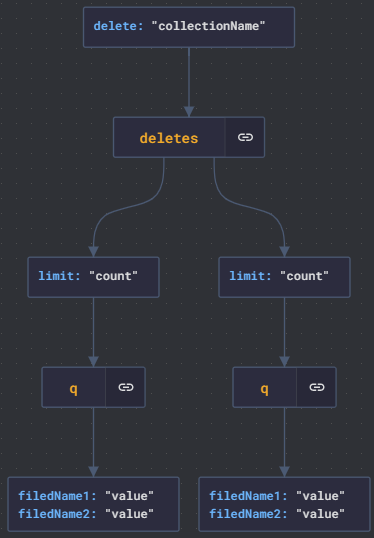 delete: "collectionName"
deletes
limit: "count"
limit: "count"
q
q
filedName1: "value"
filedName2: "value"
filedName1: "value"
filedName2: "value"